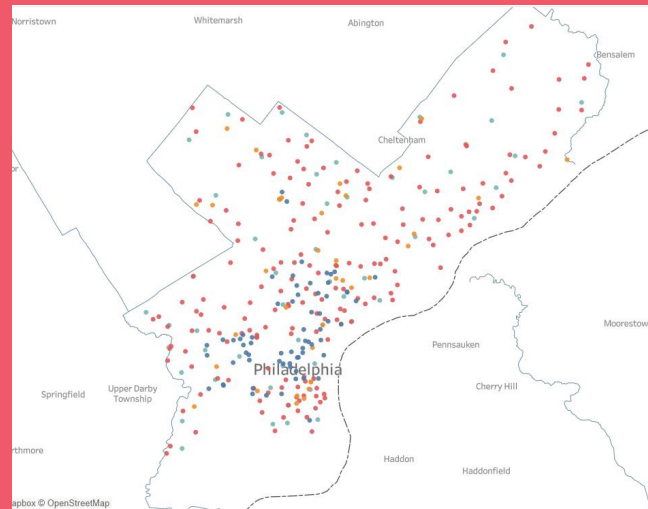 Norristown
Whitemarsh
Abington
Bensalem
Cheltenham
or
Moorestow
Pennsauken
Philadelphia
Springfield
Upper Darby
Township
Cherry Hill
rthmore
Haddon
Haddonfield
apbox © OpenStreetMap